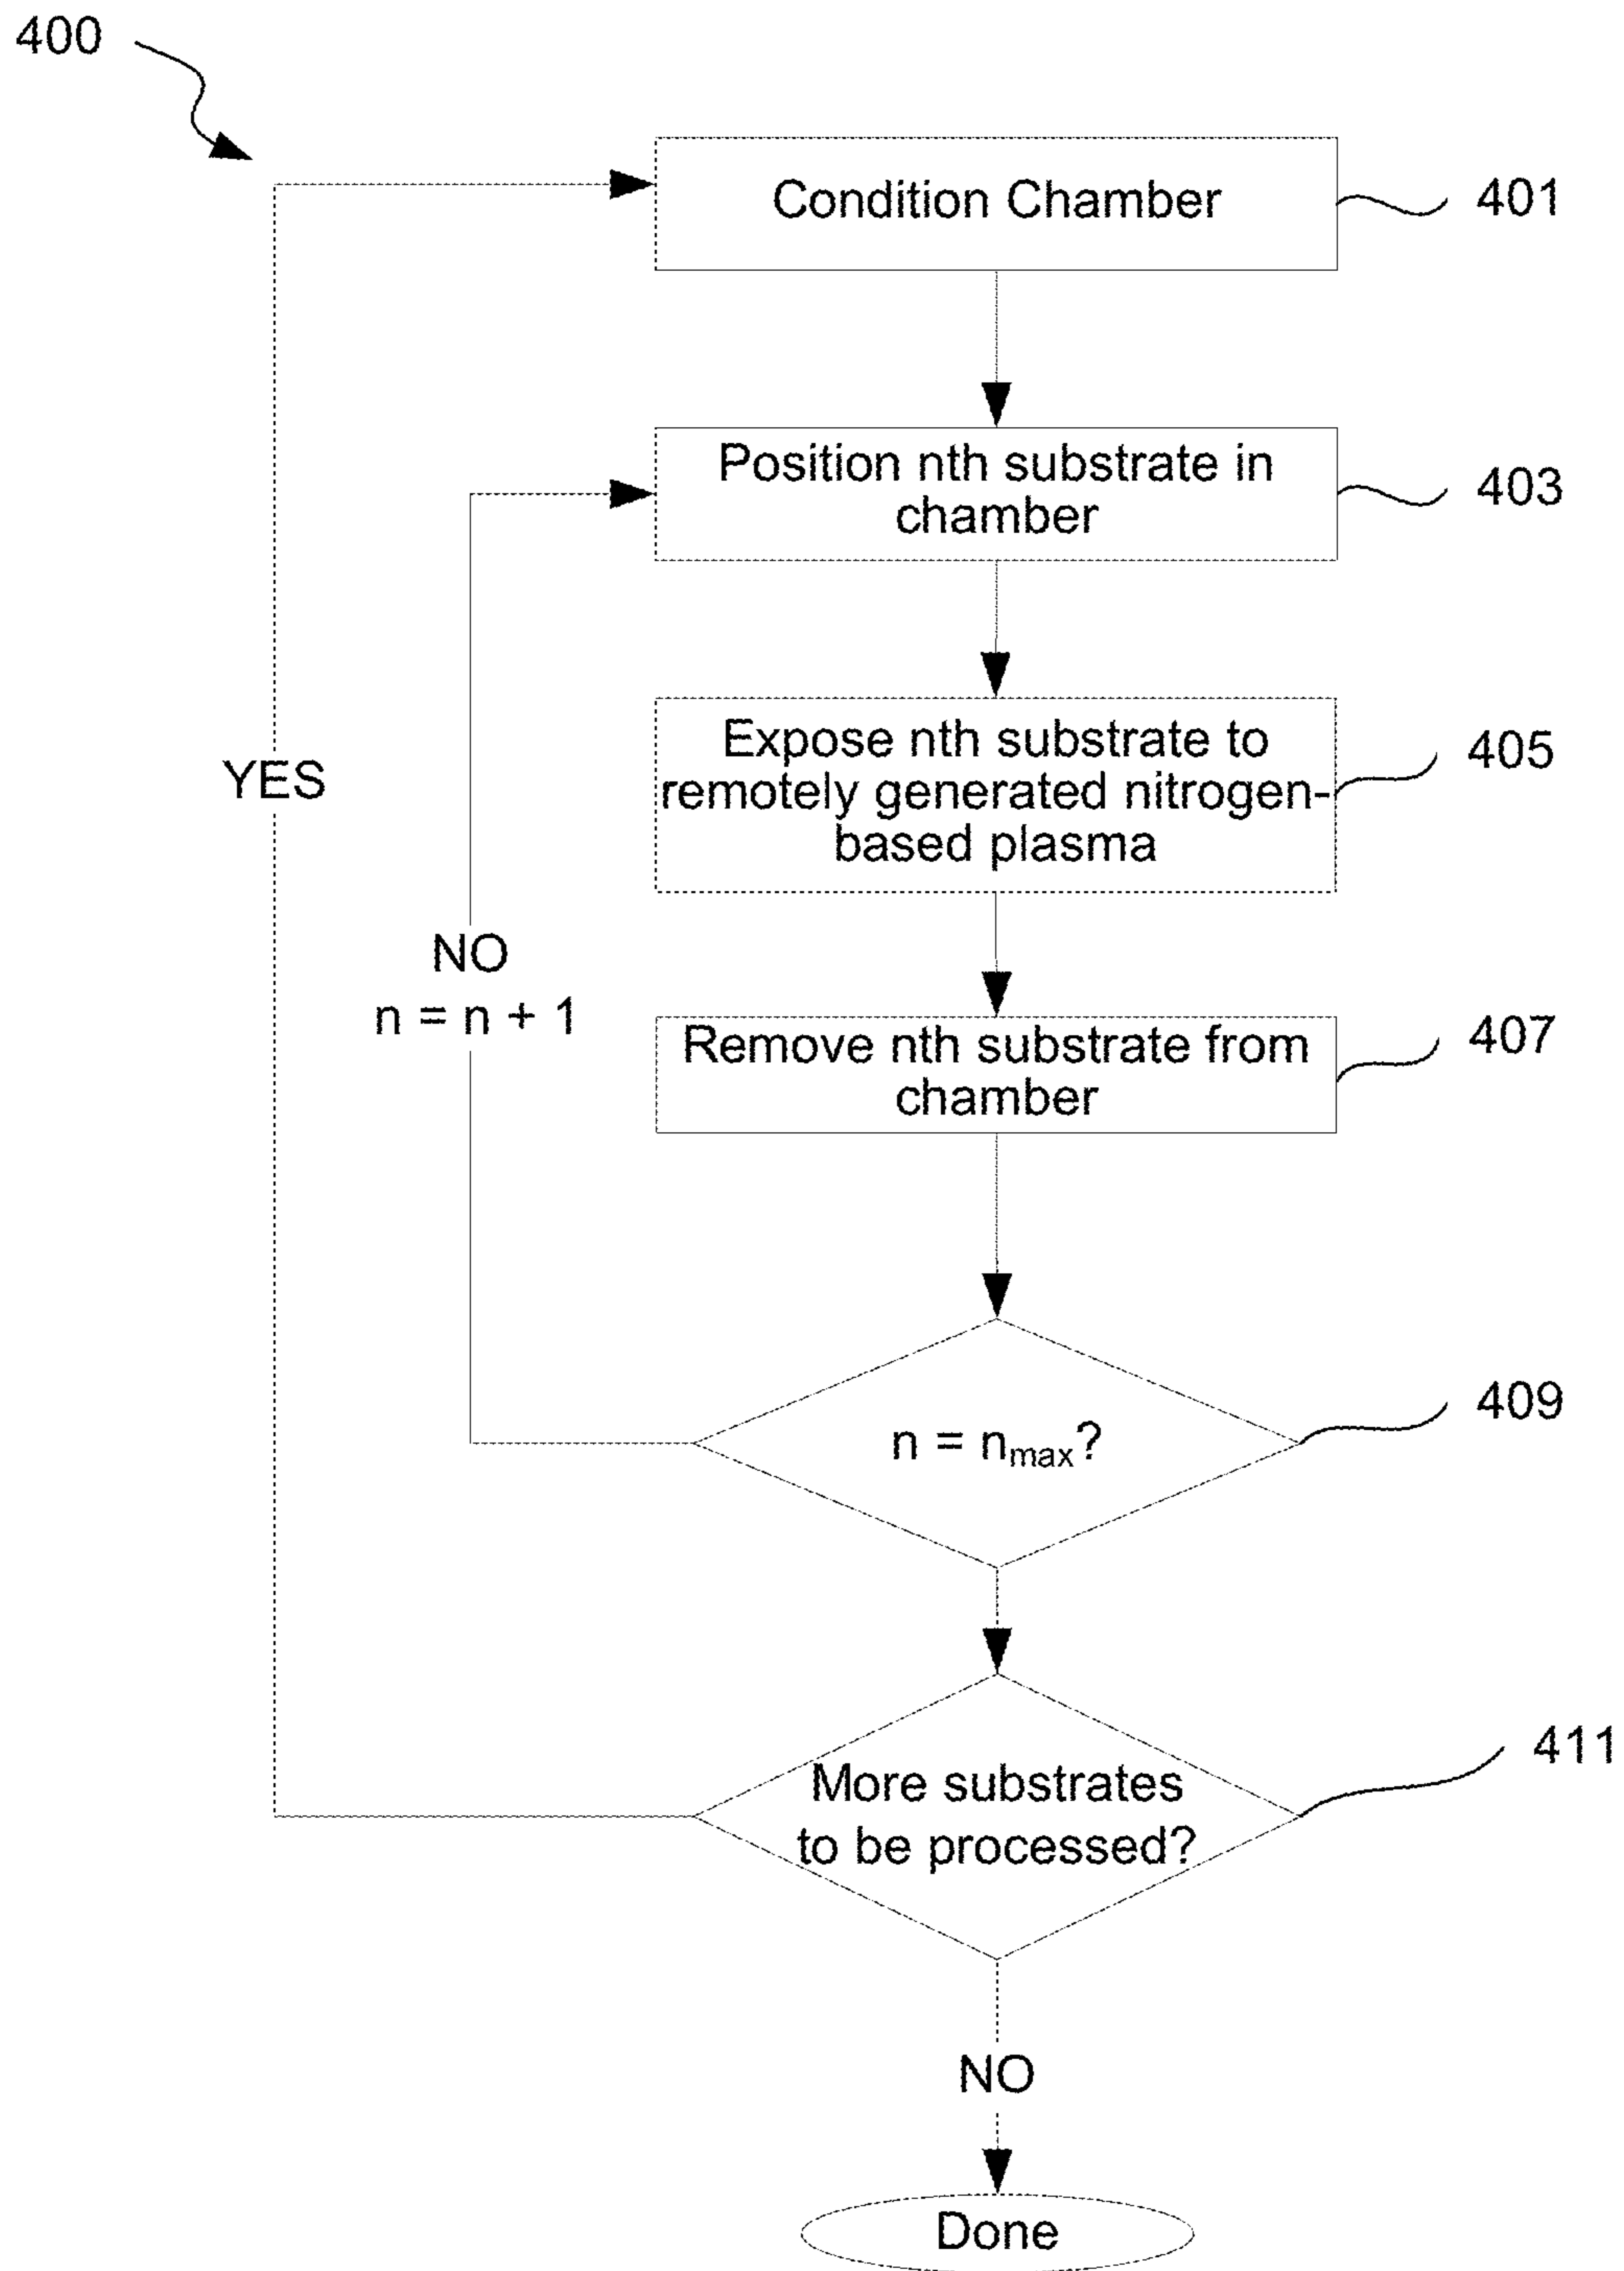 400
Condition Chamber
401
Position nth substrate in
chamber
403
Expose nth substrate to
remotely generated nitrogen-
based plasma
405
YES
NO
n = n + 1
Remove nth substrate from
chamber
407
n = nmax?
409
More substrates
to be processed?
411
NO
Done